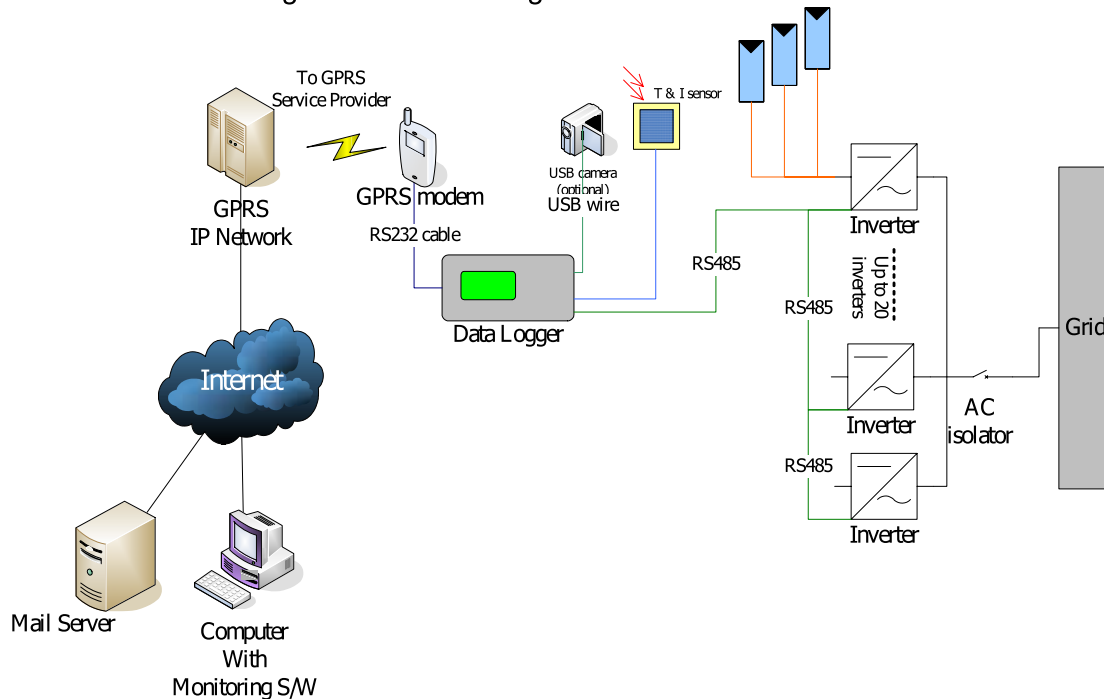 To GPRS
Service Provider
T & I sensor
USB camera
(optional)
USB wire
GPRS modem
GPRS
IP Network
RS232 cable
Inverter
RS485
Up to 20
inverters
RS485
Data Logger
Grid
Internet
AC
isolator
Inverter
RS485
Inverter
Mail Server
Computer
With
Monitoring S/W